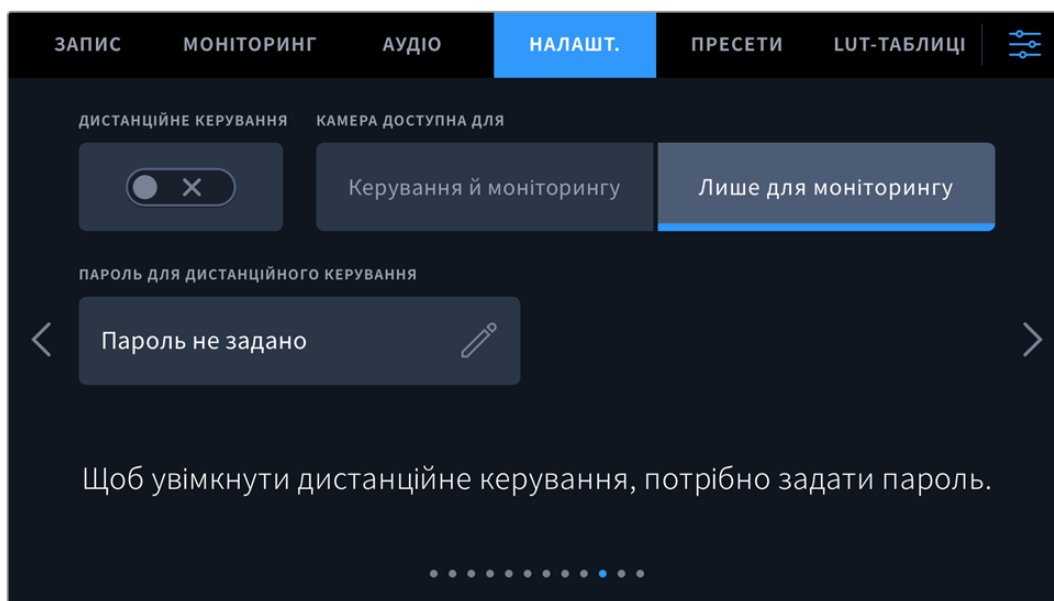 ЗАПИС МОНІТОРИНГ АУДІО НАЛАШТ. ПРЕСЕТИ LUT-ТАБЛИЦІ
ДИСТАНЦІЙНЕ КЕРУВАННЯ КАМЕРА ДОСТУПНА ДЛЯ
Керування й моніторингу Лише для моніторингу
ПАРОЛЬ ДЛЯ ДИСТАНЦІЙНОГО КЕРУВАННЯ
Пароль не задано
Щоб увімкнути дистанційне керування, потрібно задати пароль.